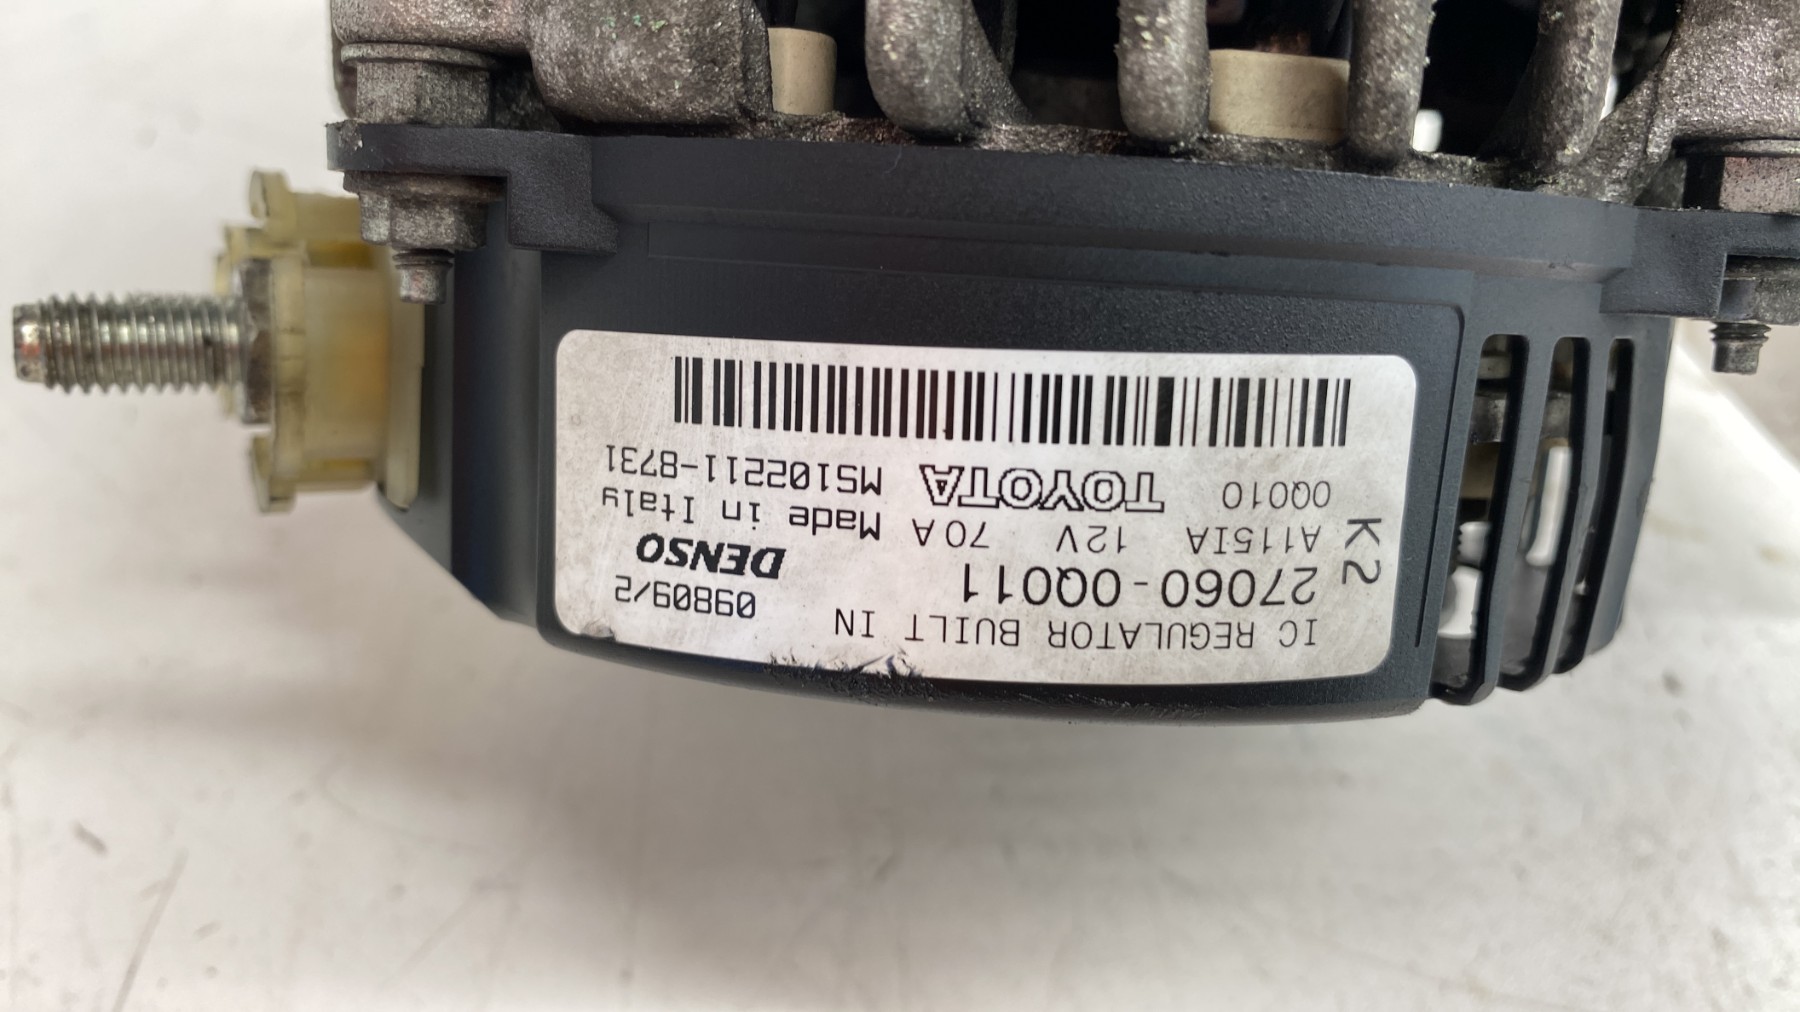 IC REGULATOR BUILT IN
27060-0Q011
K2
A115IA 12V 70A
0Q010
TOYOTA
09809/2
DENSO
Made in Italy
MS102211-8731